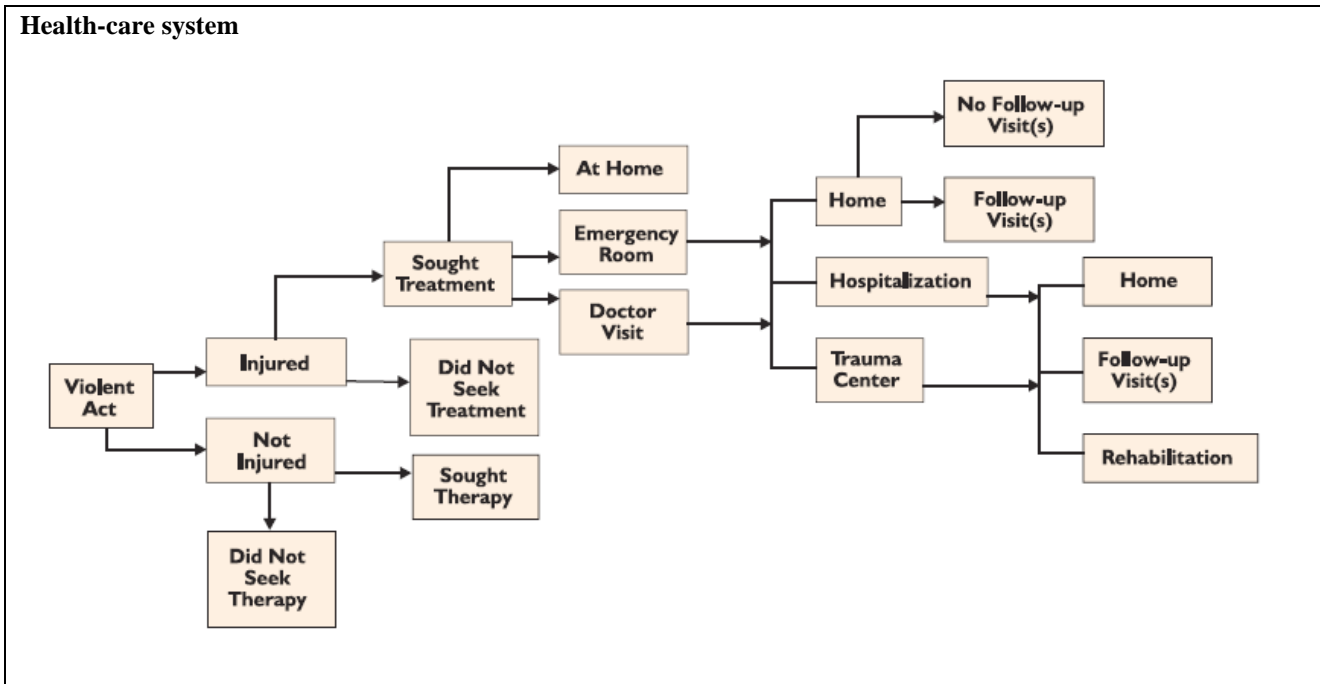 Health-care system
No Follow-up
Visit(s)
At Home
Home
Follow-up
Visit(s)
Emergency
Room
Sought
Treatment
Hospitalization
Home
Doctor
Visit
Injured
Did Not
Seek
Treatment
Trauma
Center
Follow-up
Visit(s)
Violent
Act
Not
Injured
Sought
Therapy
Rehabilitation
Did Not
Seek
Therapy